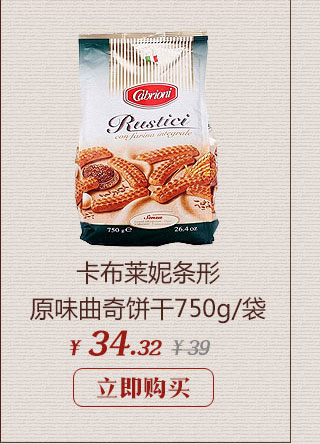 Cabrioni
Rustici
con farina integrale
750 g e 26.4 oz
卡布莱妮条形
原味曲奇饼干750g/袋
¥ 34.32 ¥39
立即购买